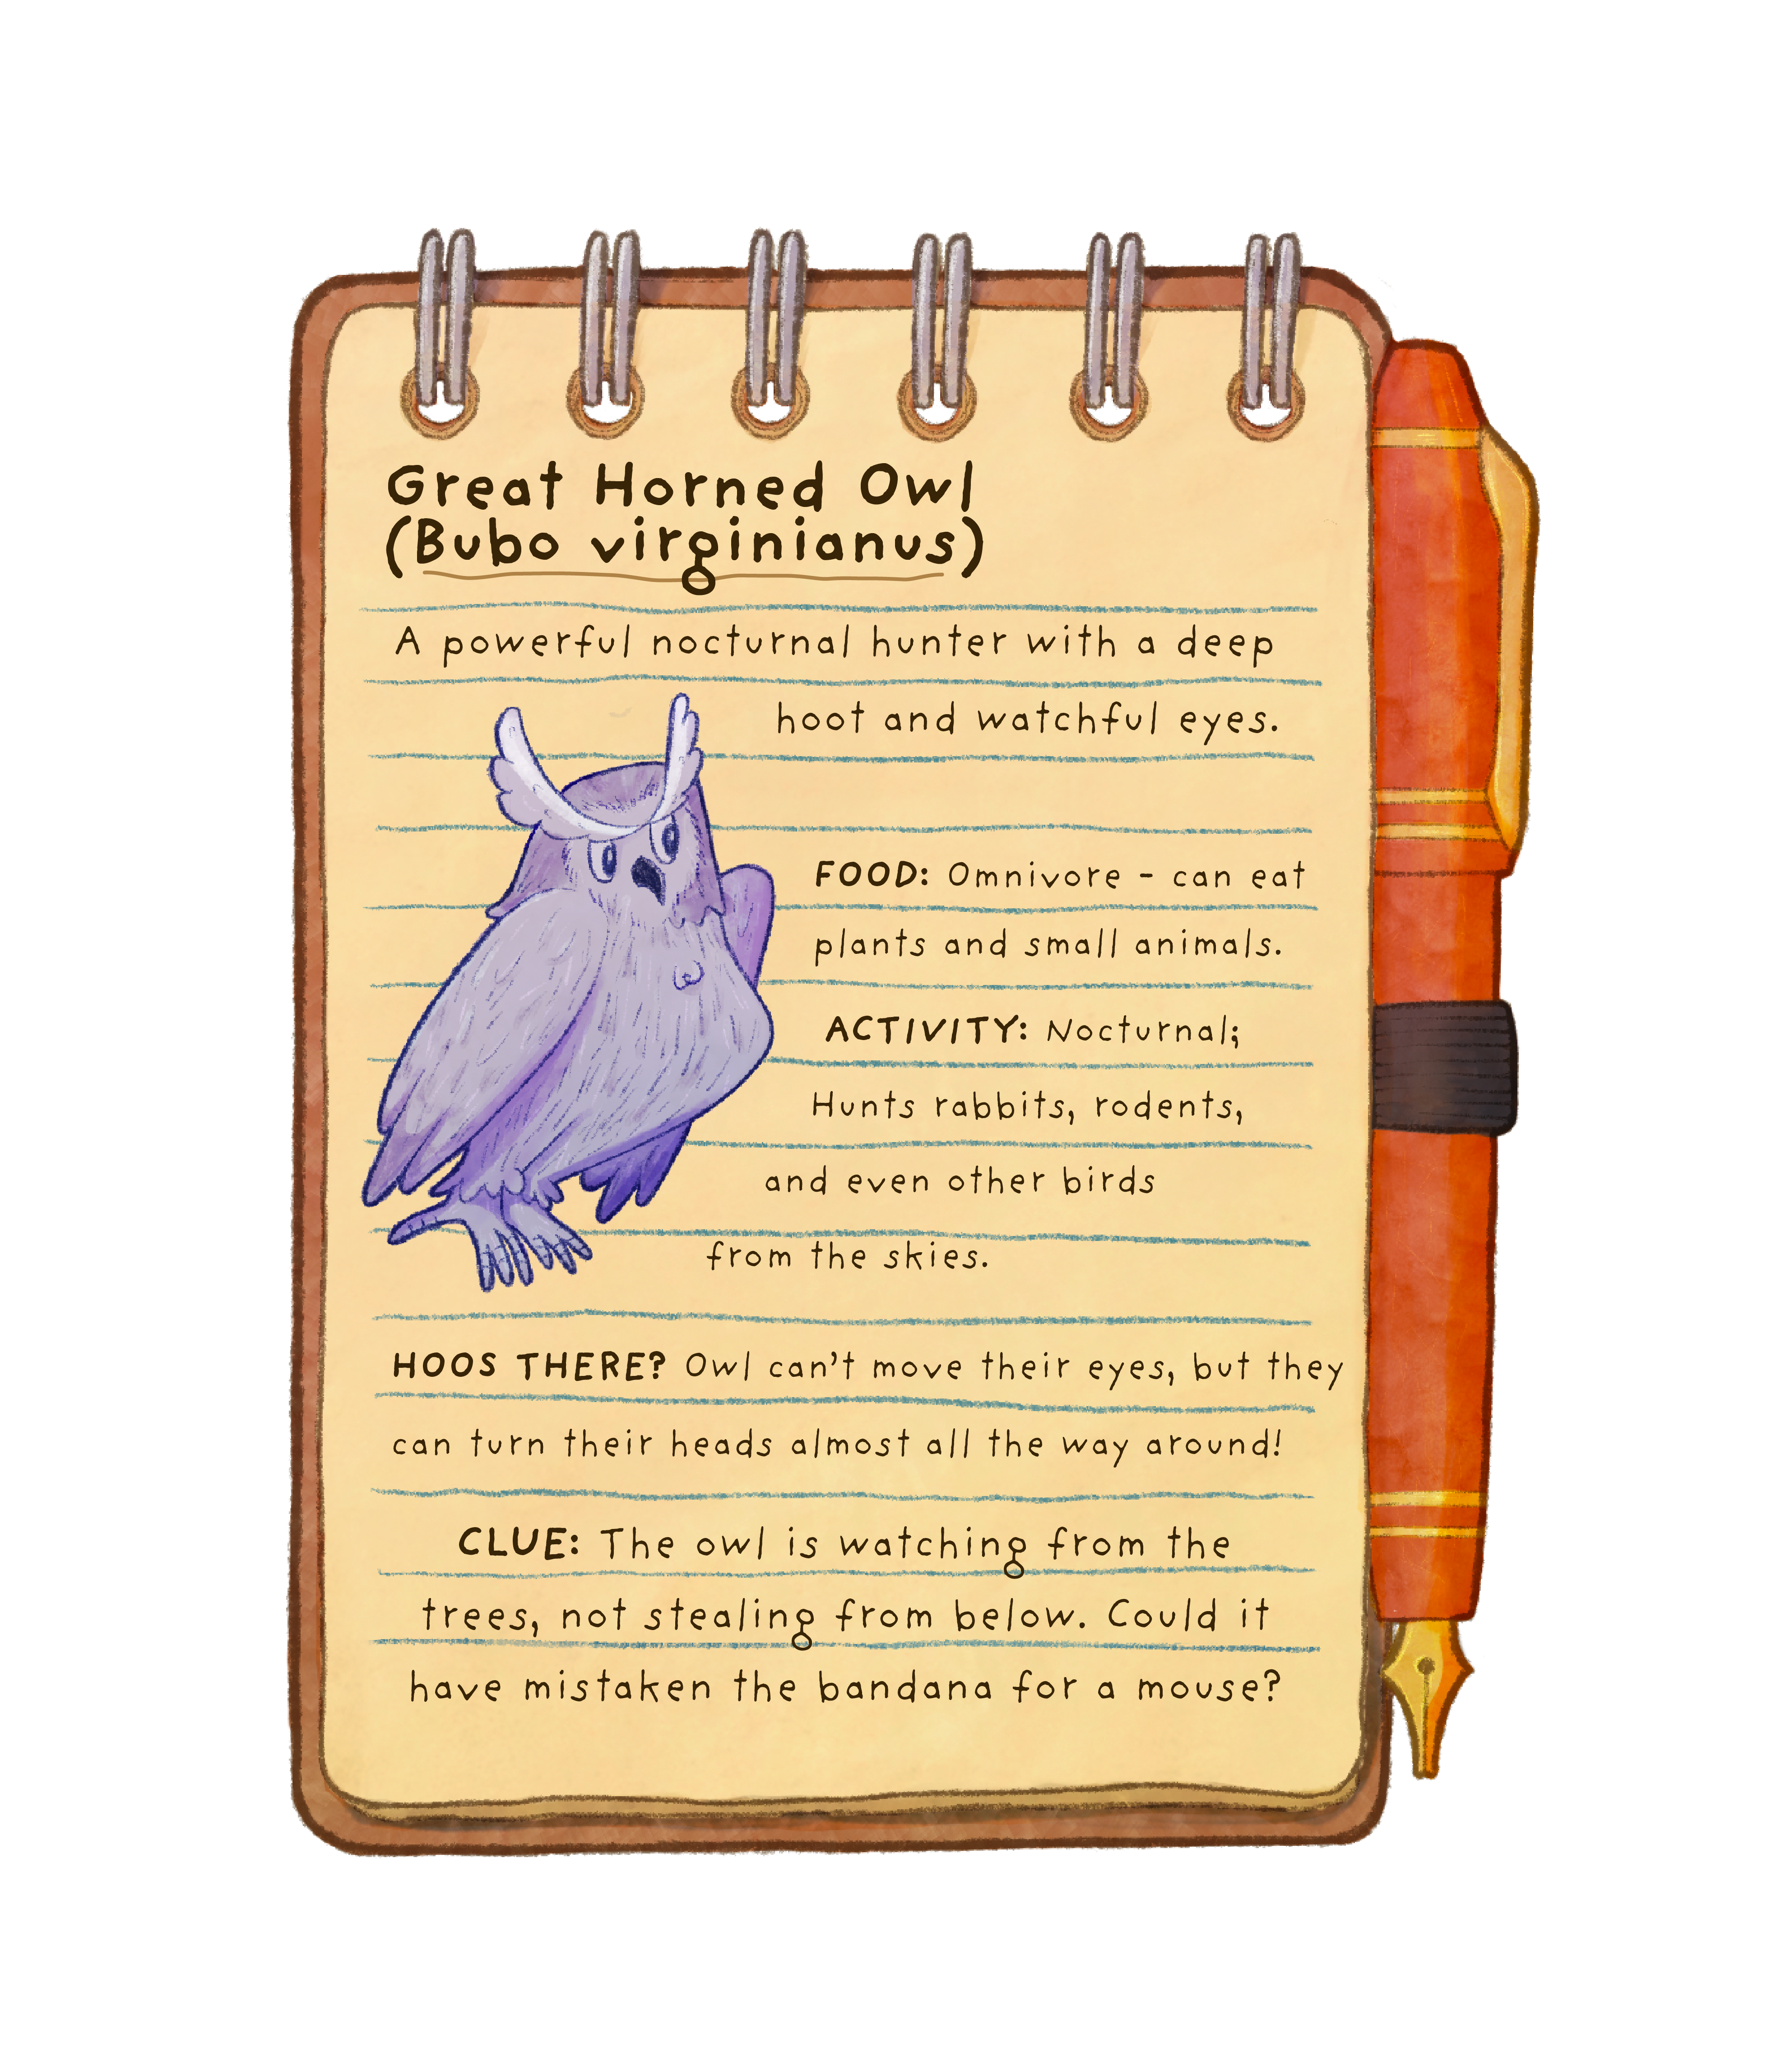 Great Horned Owl
(Bubo virginianus)
A powerful nocturnal hunter with a deep
hoot and watchful eyes.
FOOD: Omnivore - can eat
plants and small animals.
ACTIVITY: Nocturnal;
Hunts rabbits, rodents,
and even other birds
from the skies.
HOOS THERE? Owl can't move their eyes, but they
can turn their heads almost all the way around!
CLUE: The owl is watching from the
trees, not stealing from below. Could it
have mistaken the bandana for a mouse?